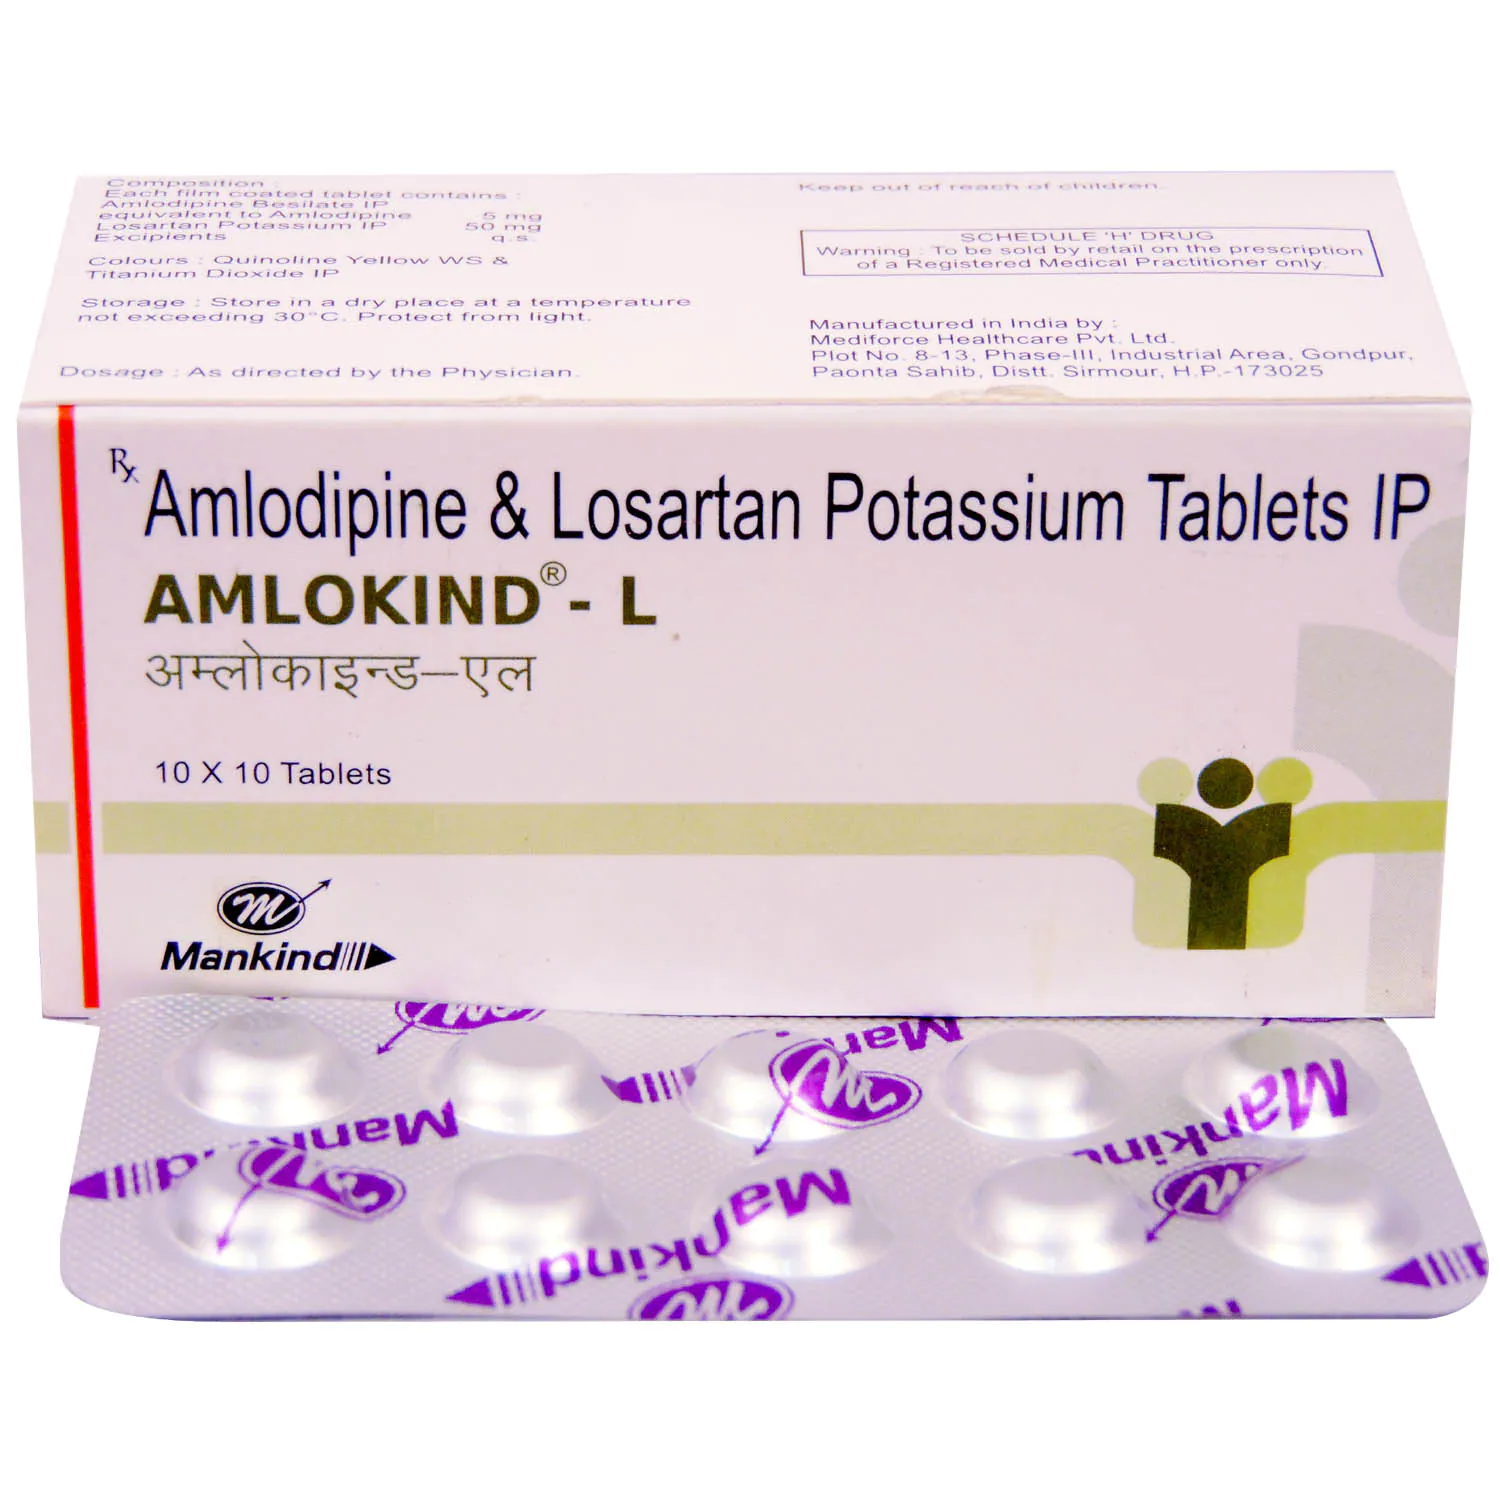 Composition :
Each film coated tablet contains :
Amlodipine Besilate IP
equivalent to Amlodipine 5 mg
Losartan Potassium IP 50 mg
Excipients q.s.
Colours : Quinoline Yellow WS &
Titanium Dioxide IP
Storage : Store in a dry place at a temperature
not exceeding 30°C. Protect from light.
Dosage : As directed by the Physician.
Keep out of reach of children.
SCHEDULE 'H' DRUG
Warning : To be sold by retail on the prescription
of a Registered Medical Practitioner only.
Manufactured in India by :
Mediforce Healthcare Pvt. Ltd.
Plot No. 8-13, Phase-III, Industrial Area, Gondpur,
Paonta Sahib, Distt. Sirmour, H.P.-173025
Rx Amlodipine & Losartan Potassium Tablets IP
AMLOKIND® - L
अम्लोकाइन्ड–एल
10 X 10 Tablets
m
Mankind
Mankind
Mankind
Mankind